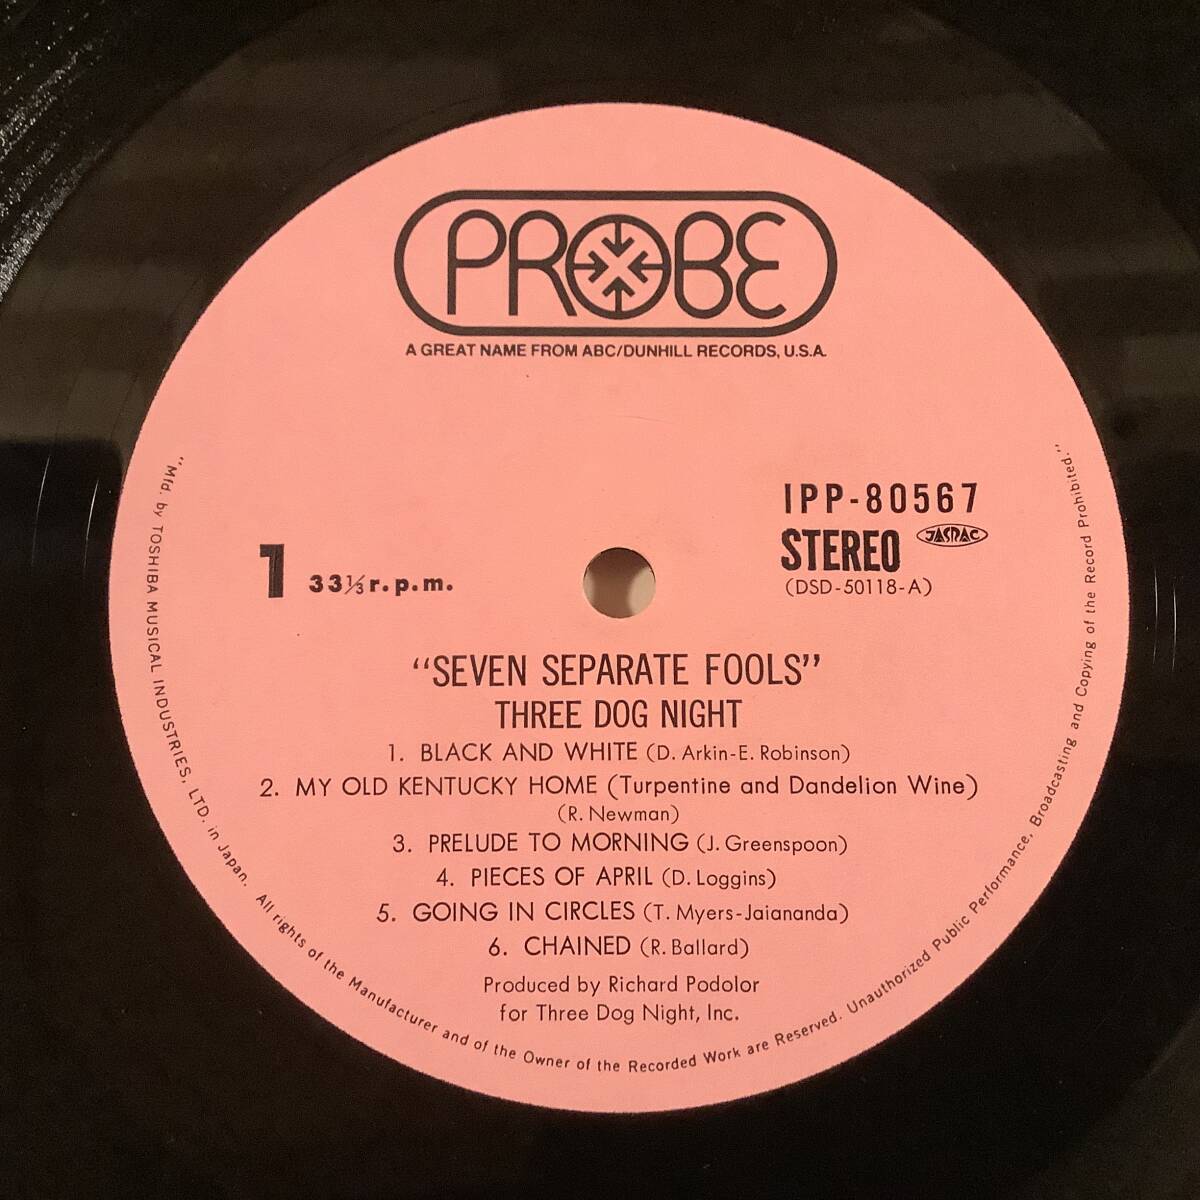 PROBE
A GREAT NAME FROM ABC/DUNHILL RECORDS, U.S.A.
IPP-80567
STEREO JASRAC
(DSD-50118-A)
1 33⅓ r.p.m.
"SEVEN SEPARATE FOOLS"
THREE DOG NIGHT
1. BLACK AND WHITE (D. Arkin-E. Robinson)
2. MY OLD KENTUCKY HOME (Turpentine and Dandelion Wine)
(R. Newman)
3. PRELUDE TO MORNING (J. Greenspoon)
4. PIECES OF APRIL (D. Loggins)
5. GOING IN CIRCLES (T. Myers-Jaiananda)
6. CHAINED (R. Ballard)
Produced by Richard Podolor
for Three Dog Night, Inc.
"Mfd. by TOSHIBA MUSICAL INDUSTRIES, LTD. in Japan. All rights of the Manufacturer and of the Owner of the Recorded Work are Reserved. Unauthorized Public Performance, Broadcasting and Copying of the Record Prohibited."